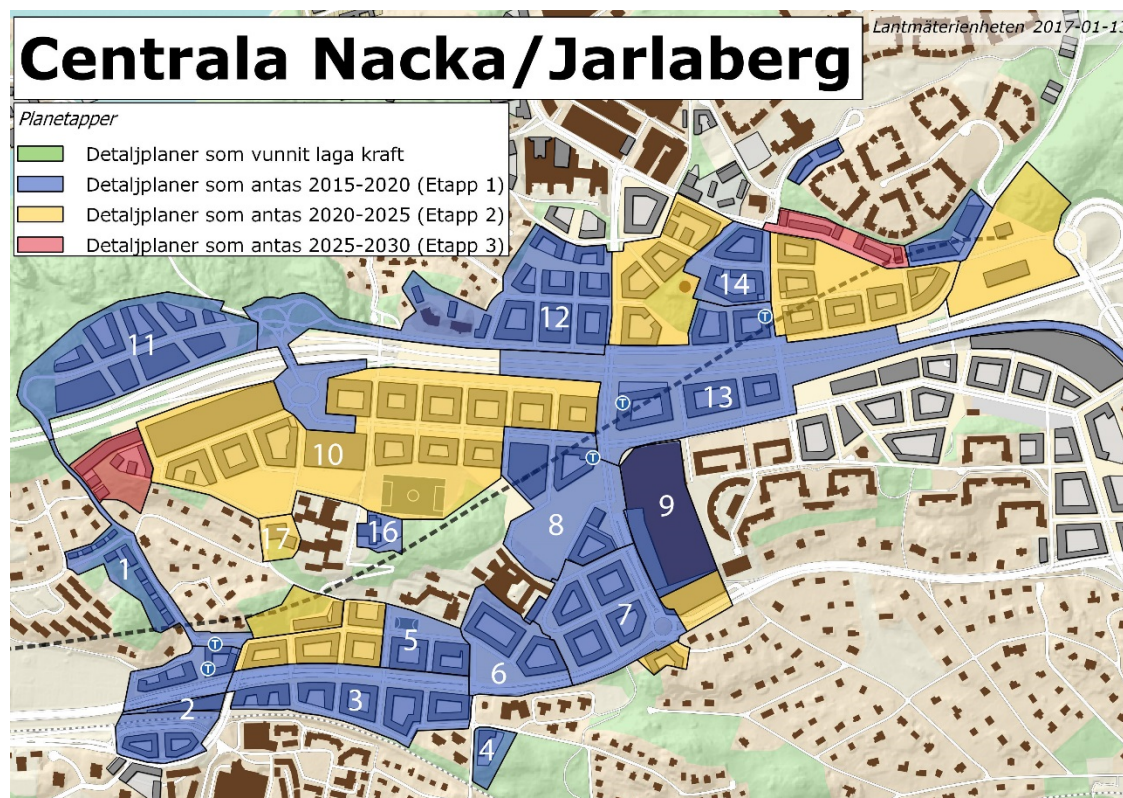 Centrala Nacka/Jarlaberg
Lantmäterienheten 2017-01-13
Planetapper
Detaljplaner som vunnit laga kraft
Detaljplaner som antas 2015-2020 (Etapp 1)
Detaljplaner som antas 2020-2025 (Etapp 2)
Detaljplaner som antas 2025-2030 (Etapp 3)
14
T
12
11
13
T
T
10
9
8
16
17
1
7
5
T
T
6
3
2
4